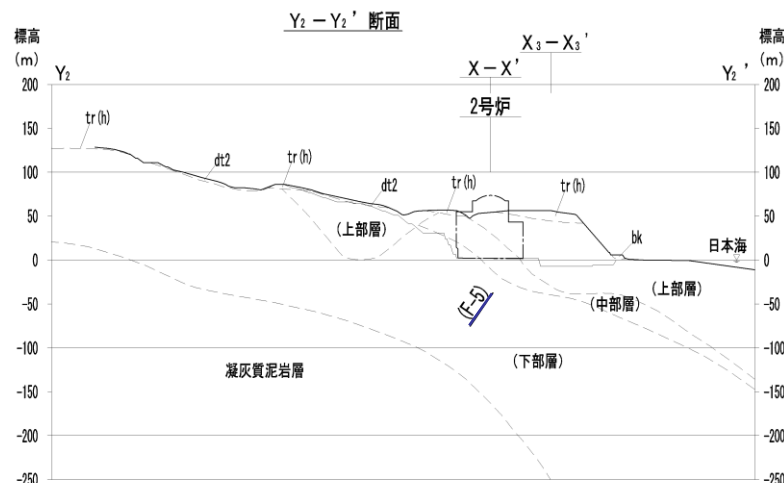 Y₂－Y₂’断面
標高
(m)
標高
(m)
X₃－X₃’
X－X’
2号炉
Y₂
Y₂’
200
150
100
50
0
-50
-100
-150
-200
-250
200
150
100
50
0
-50
-100
-150
-200
-250
tr(h)
dt2
tr(h)
dt2
tr(h)
tr(h)
bk
日本海
(上部層)
(上部層)
(中部層)
(F-5)
(下部層)
凝灰質泥岩層